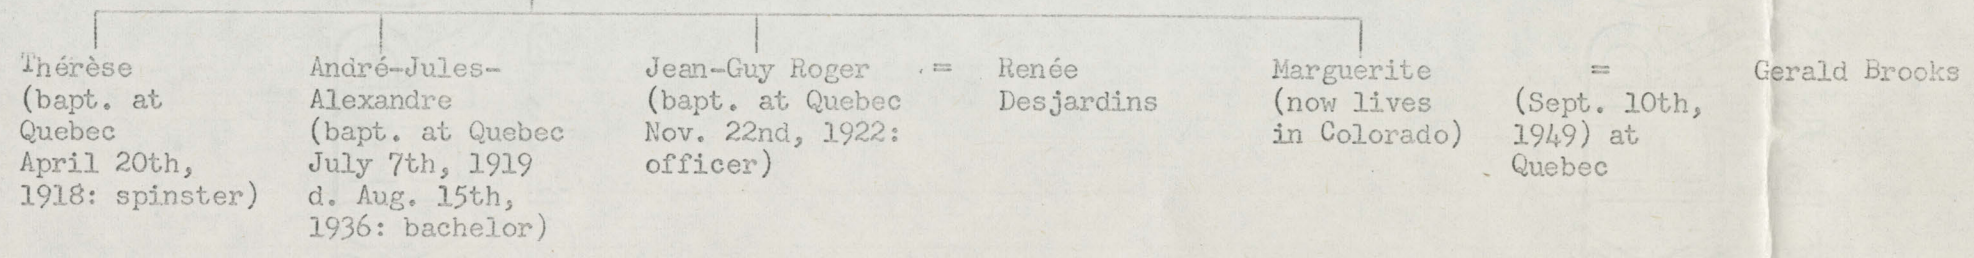 Thérèse
(bapt. at
Quebec
April 20th,
1918: spinster)
André-Jules-
Alexandre
(bapt. at Quebec
July 7th, 1919
d. Aug. 15th,
1936: bachelor)
Jean-Guy Roger = Renée
(bapt. at Quebec Desjardins
Nov. 22nd, 1922:
officer)
Marguerite = Gerald Brooks
(now lives (Sept. 10th,
in Colorado) 1949) at
Quebec